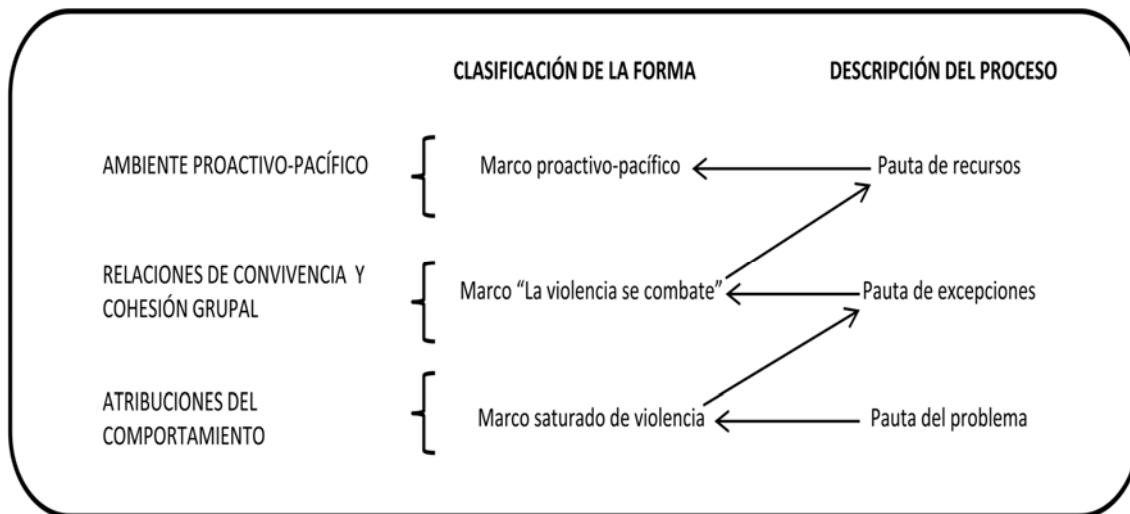 CLASIFICACIÓN DE LA FORMA
DESCRIPCIÓN DEL PROCESO
AMBIENTE PROACTIVO-PACÍFICO
Marco proactivo-pacífico
Pauta de recursos
RELACIONES DE CONVIVENCIA Y
COHESIÓN GRUPAL
Marco “La violencia se combate”
Pauta de excepciones
ATRIBUCIONES DEL
COMPORTAMIENTO
Marco saturado de violencia
Pauta del problema